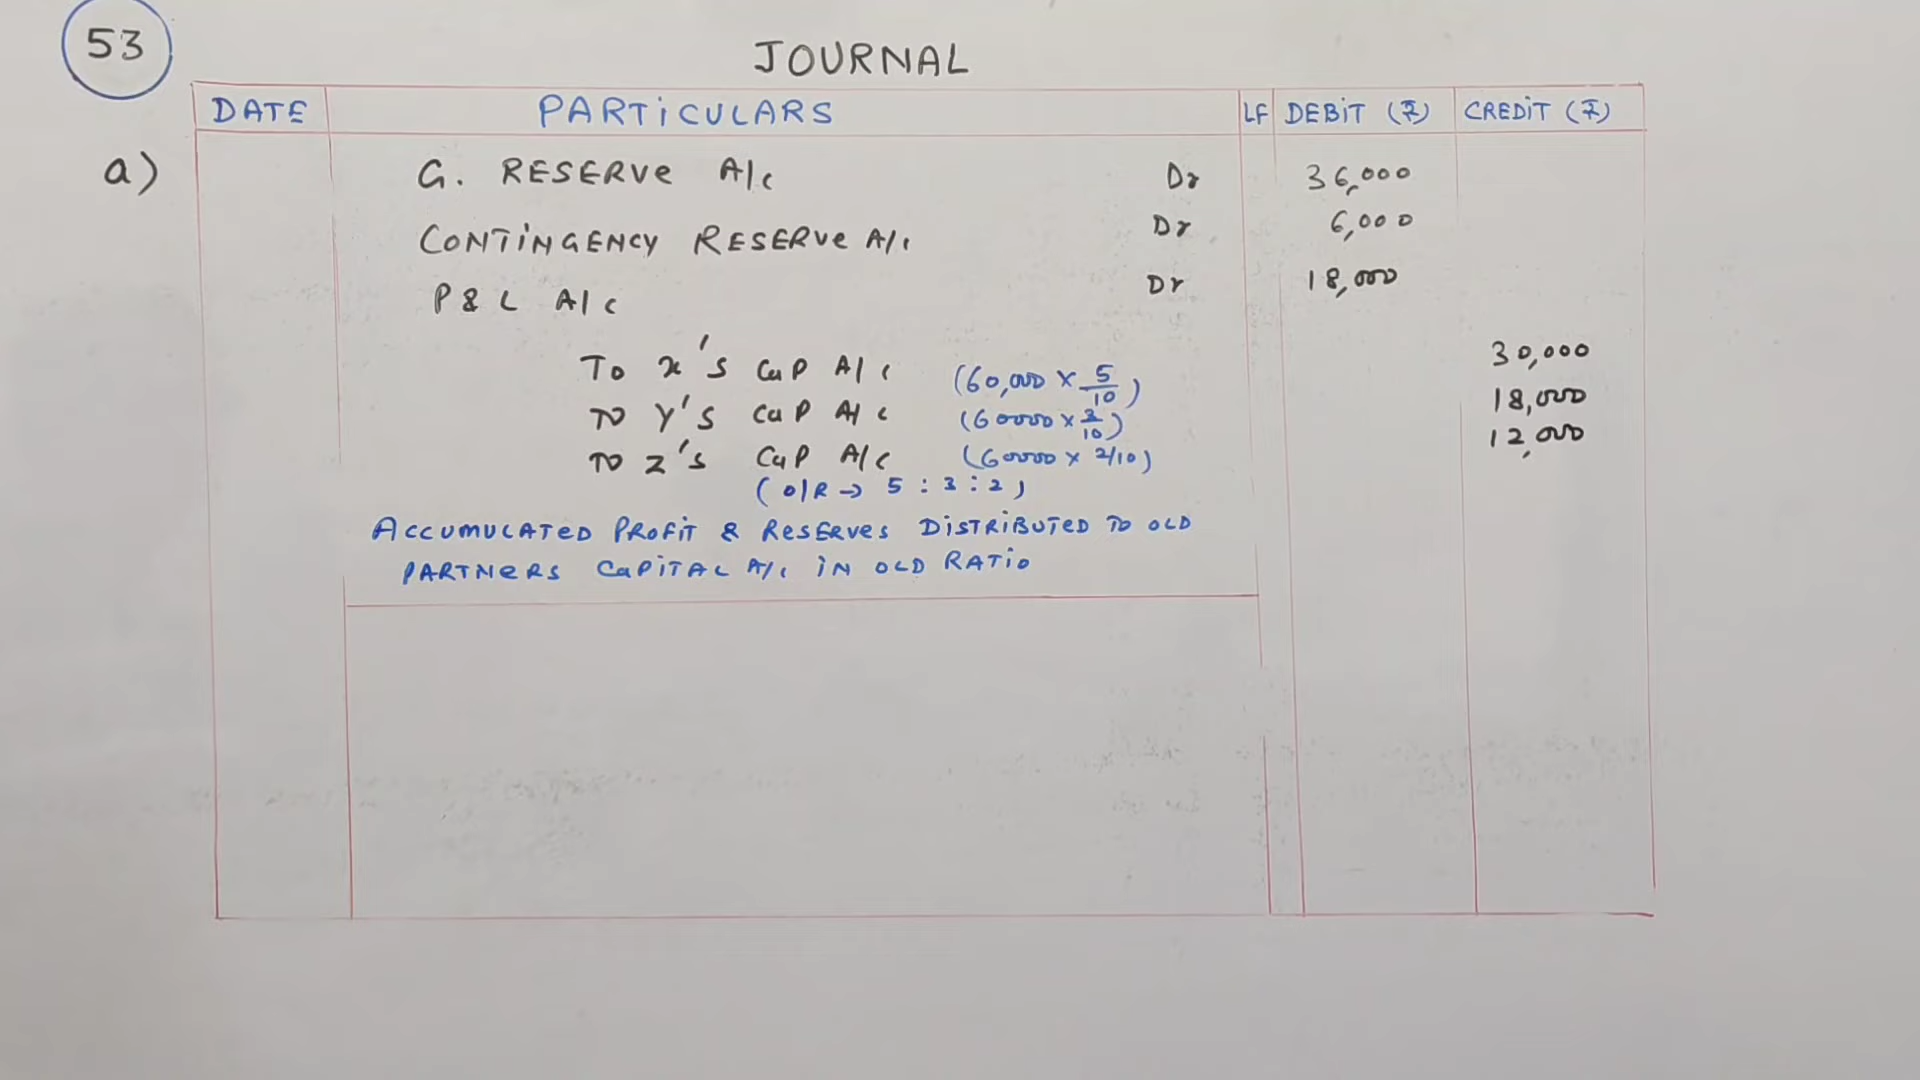 53
JOURNAL
DATE PARTiCULARS LF DEBiT (₹) CREDiT (₹)
a) G. RESERVe A/c Dr 36,000
CONTiNGENCY RESERVe A/c Dr 6,000
P & L A/c Dr 18,000
To x's CaP A/c (60,000 × 5/10) 30,000
TO Y'S CaP A/c (60000 × 3/10) 18,000
TO Z's CaP A/c (60000 × 2/10) 12,000
(O/R → 5 : 3 : 2)
ACCUMULATED PROFiT & RESERVES DiSTRiBUTED TO OLD
PARTNeRS CaPiTAL A/c iN OLD RATio